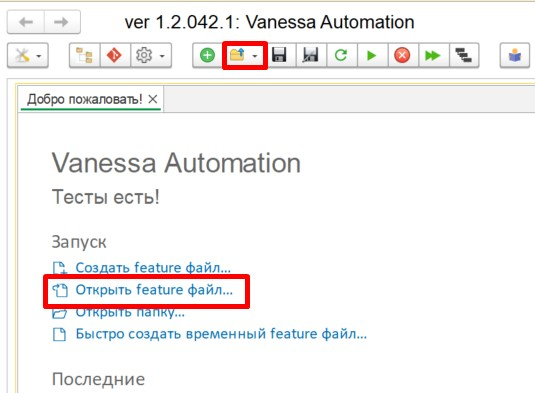 ver 1.2.042.1: Vanessa Automation
Добро пожаловать!
Vanessa Automation
Тесты есть!
Запуск
Создать feature файл...
Открыть feature файл...
Открыть папку...
Быстро создать временный feature файл...
Последние